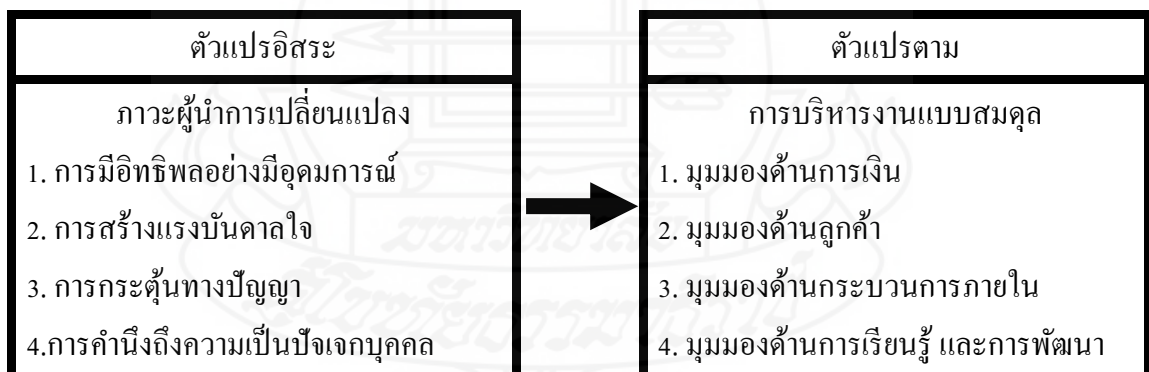 ตัวแปรอิสระ
ภาวะผู้นำการเปลี่ยนแปลง
1. การมีอิทธิพลอย่างมีอุดมการณ์
2. การสร้างแรงบันดาลใจ
3. การกระตุ้นทางปัญญา
4.การคำนึงถึงความเป็นปัจเจกบุคคล
ตัวแปรตาม
การบริหารงานแบบสมดุล
1. มุมมองด้านการเงิน
2. มุมมองด้านลูกค้า
3. มุมมองด้านกระบวนการภายใน
4. มุมมองด้านการเรียนรู้ และการพัฒนา